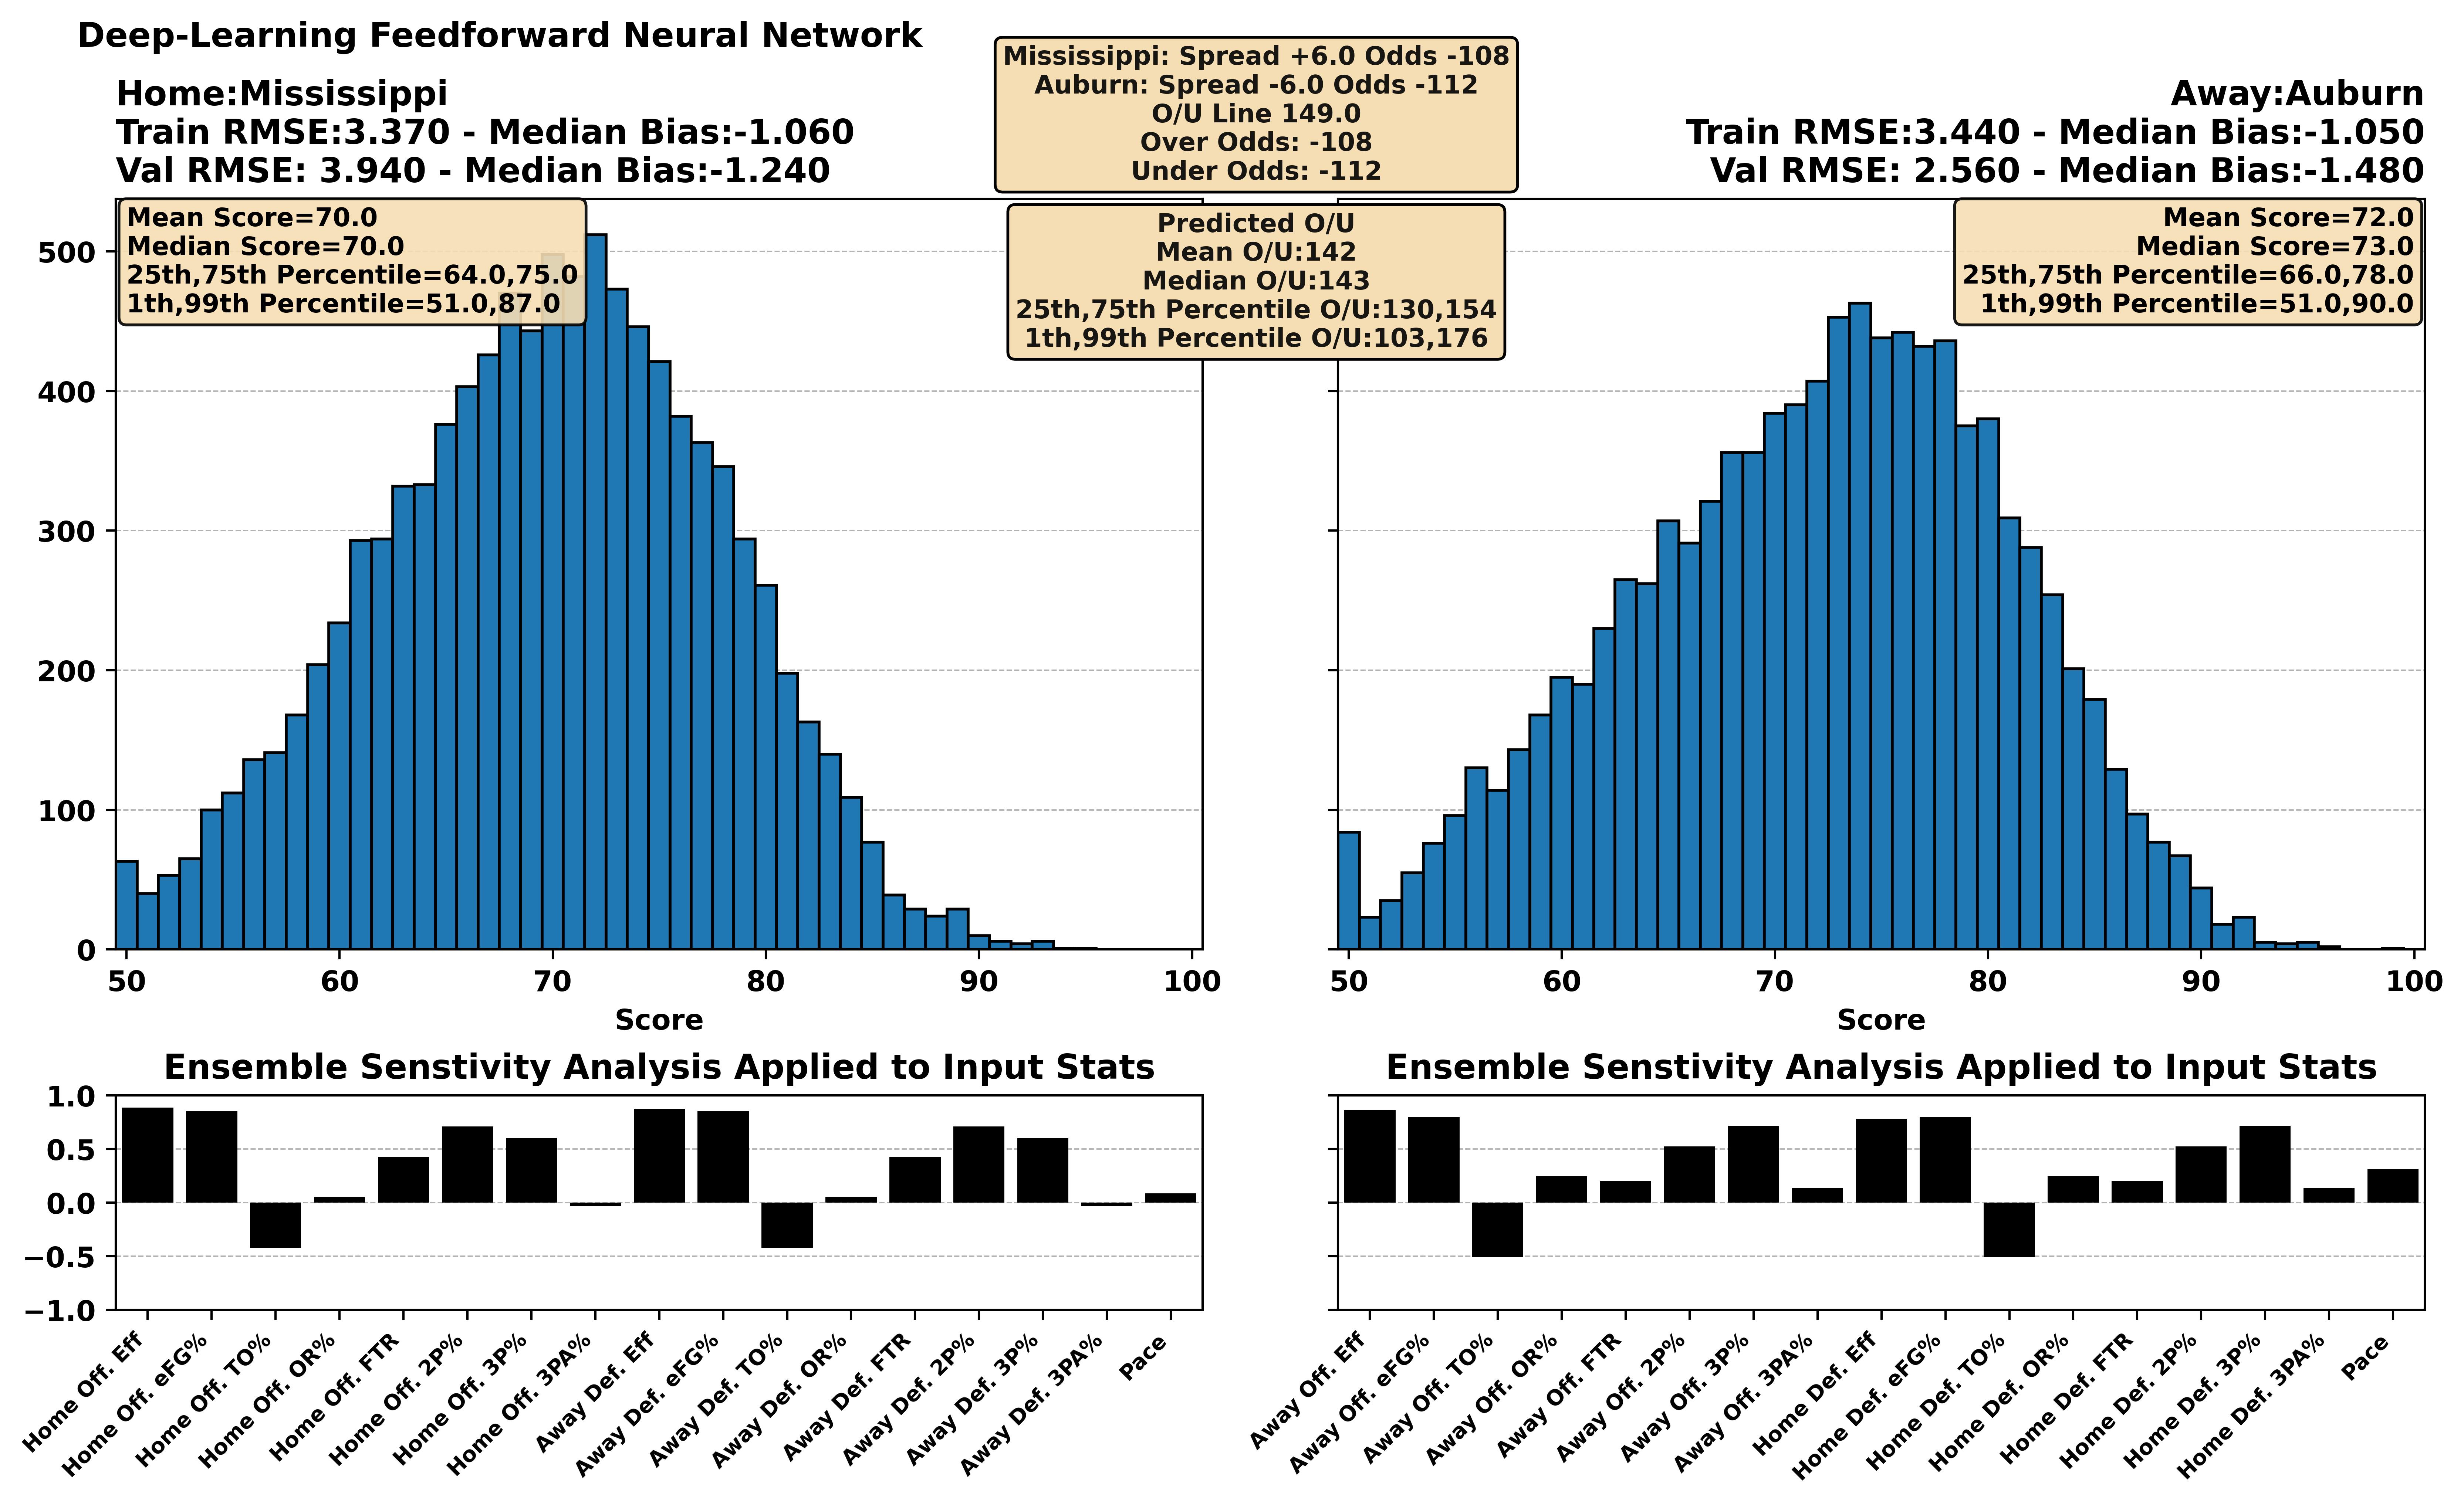 Deep-Learning Feedforward Neural Network
Home:Mississippi
Train RMSE:3.370 - Median Bias:-1.060
Val RMSE: 3.940 - Median Bias:-1.240
Mississippi: Spread +6.0 Odds -108
Auburn: Spread -6.0 Odds -112
O/U Line 149.0
Over Odds: -108
Under Odds: -112
Away:Auburn
Train RMSE:3.440 - Median Bias:-1.050
Val RMSE: 2.560 - Median Bias:-1.480
Mean Score=70.0
Median Score=70.0
25th,75th Percentile=64.0,75.0
1th,99th Percentile=51.0,87.0
Predicted O/U
Mean O/U:142
Median O/U:143
25th,75th Percentile O/U:130,154
1th,99th Percentile O/U:103,176
Mean Score=72.0
Median Score=73.0
25th,75th Percentile=66.0,78.0
1th,99th Percentile=51.0,90.0
500
400
300
200
100
0
50 60 70 80 90 100
Score
50 60 70 80 90 100
Score
Ensemble Senstivity Analysis Applied to Input Stats
1.0
0.5
0.0
−0.5
−1.0
Home Off. Eff
Home Off. eFG%
Home Off. TO%
Home Off. OR%
Home Off. FTR
Home Off. 2P%
Home Off. 3P%
Home Off. 3PA%
Away Def. Eff
Away Def. eFG%
Away Def. TO%
Away Def. OR%
Away Def. FTR
Away Def. 2P%
Away Def. 3P%
Away Def. 3PA%
Pace
Ensemble Senstivity Analysis Applied to Input Stats
Away Off. Eff
Away Off. eFG%
Away Off. TO%
Away Off. OR%
Away Off. FTR
Away Off. 2P%
Away Off. 3P%
Away Off. 3PA%
Home Def. Eff
Home Def. eFG%
Home Def. TO%
Home Def. OR%
Home Def. FTR
Home Def. 2P%
Home Def. 3P%
Home Def. 3PA%
Pace